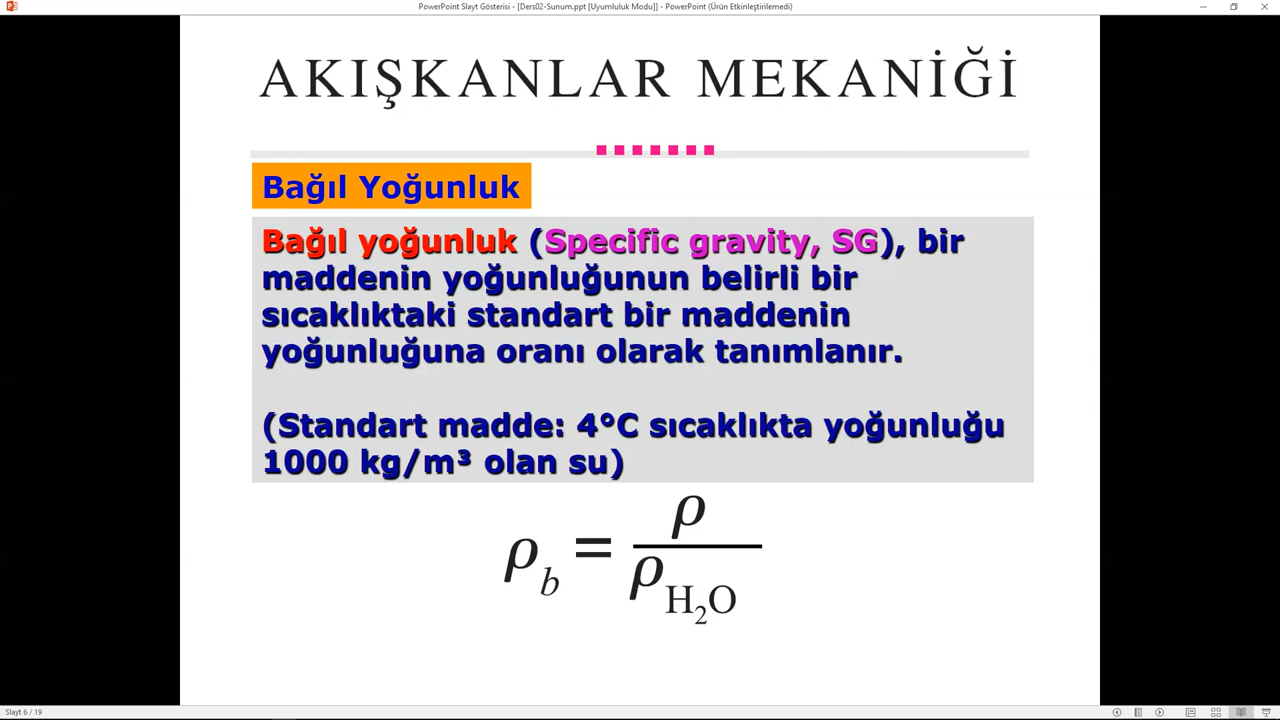 PowerPoint Slayt Gösterisi - [Ders02-Sunum.ppt [Uyumluluk Modu]] - PowerPoint (Ürün Etkinleştirilemedi)
AKIŞKANLAR MEKANİĞİ
Bağıl Yoğunluk
Bağıl yoğunluk (Specific gravity, SG), bir
maddenin yoğunluğunun belirli bir
sıcaklıktaki standart bir maddenin
yoğunluğuna oranı olarak tanımlanır.
(Standart madde: 4°C sıcaklıkta yoğunluğu
1000 kg/m³ olan su)
ρ_b = ρ / ρ_H₂O
Slayt 6 / 19